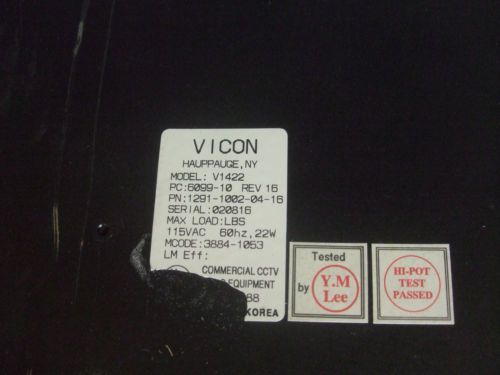 VICON
HAUPPAUGE, NY
MODEL: V1422
PC:6099-10 REV 16
PN:1291-1002-04-16
SERIAL:020816
MAX LOAD:LBS
115VAC 60hz,22W
MCODE:3884-1053
LM Eff:
COMMERCIAL CCTV
EQUIPMENT
88
KOREA
Tested
by Y.M
Lee
HI-POT
TEST
PASSED